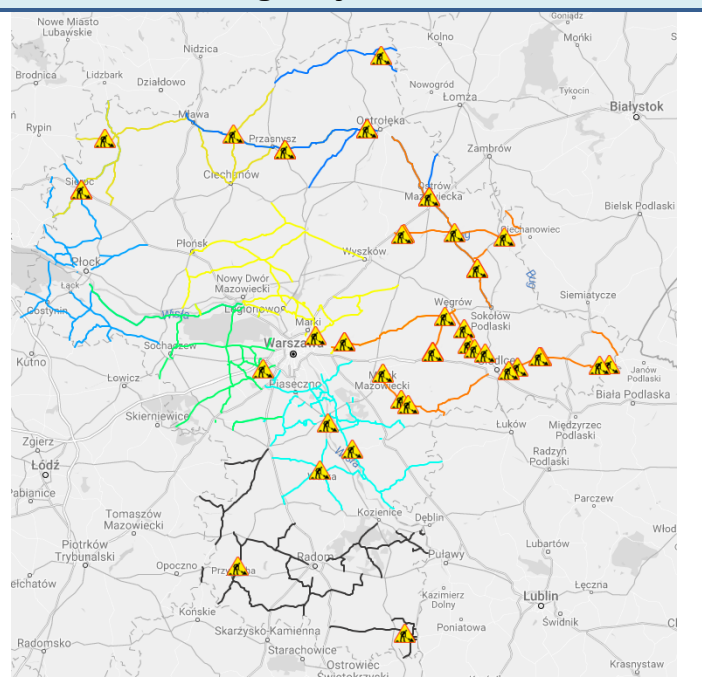 Nowe Miasto
Lubawskie
Goniądz
Nidzica
Kolno
Mońki
Brodnica
Lidzbark
Działdowo
Nowogród
Tykocin
Łomża
Białystok
Mława
Rypin
Przasnysz
Ostrołęka
Zambrów
Ciechanów
Ostrów
Mazowiecka
Bielsk Podlaski
Ciechanowiec
Płońsk
Wyszków
Płock
Łąck
Nowy Dwór
Mazowiecki
Węgrów
Siemiatycze
Gostynin
Wisła
Legionowo
Marki
Sokołów
Podlaski
Sochaczew
Warszawa
Kutno
Łowicz
Piaseczno
Mazowiecki
Janów
Podlaski
Biała Podlaska
Skierniewice
Łuków
Międzyrzec
Podlaski
Zgierz
Radzyń
Podlaski
Łódź
Wisła
Pabianice
Parczew
Tomaszów
Mazowiecki
Kozienice
Dęblin
Piotrków
Trybunalski
Radom
Lubartów
Opoczno
Puławy
Łęczna
Kazimierz
Dolny
Lublin
Końskie
Świdnik
Poniatowa
Skarżysko-Kamienna
Radomsko
Starachowice
Ostrowiec
Świętokrzyski
Krasnystaw